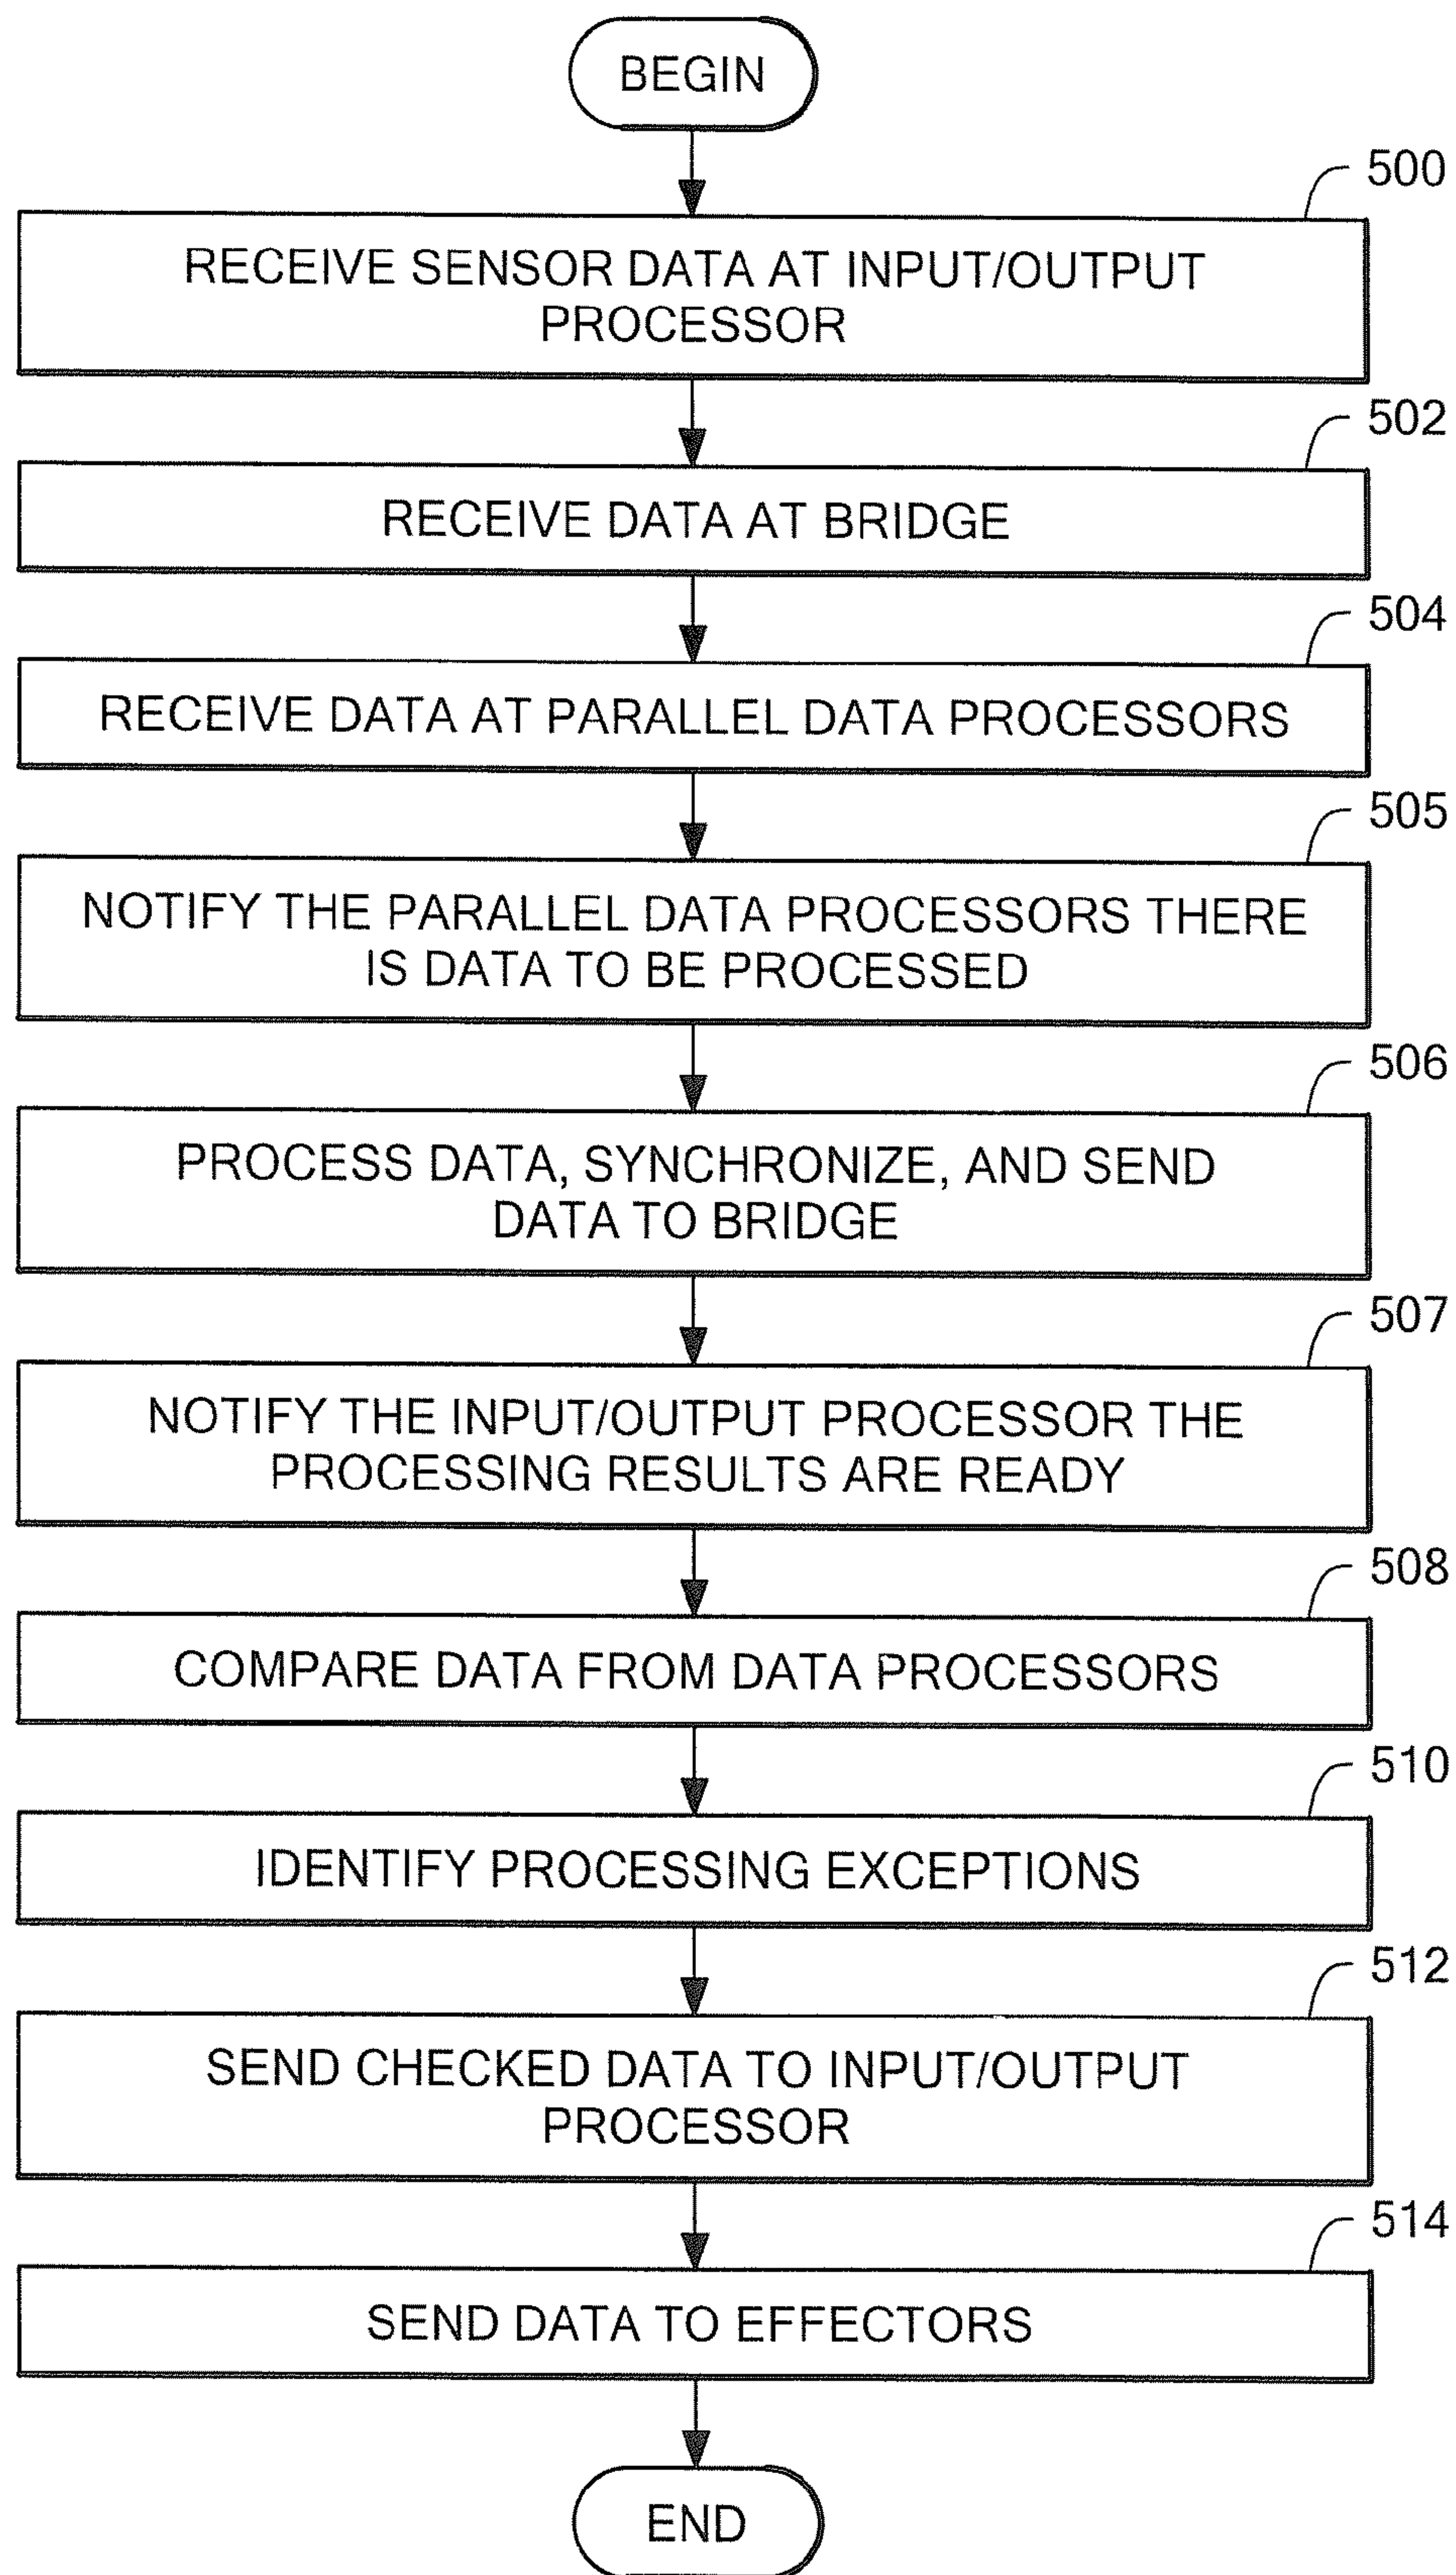 BEGIN
500
RECEIVE SENSOR DATA AT INPUT/OUTPUT
PROCESSOR
502
RECEIVE DATA AT BRIDGE
504
RECEIVE DATA AT PARALLEL DATA PROCESSORS
505
NOTIFY THE PARALLEL DATA PROCESSORS THERE
IS DATA TO BE PROCESSED
506
PROCESS DATA, SYNCHRONIZE, AND SEND
DATA TO BRIDGE
507
NOTIFY THE INPUT/OUTPUT PROCESSOR THE
PROCESSING RESULTS ARE READY
508
COMPARE DATA FROM DATA PROCESSORS
510
IDENTIFY PROCESSING EXCEPTIONS
512
SEND CHECKED DATA TO INPUT/OUTPUT
PROCESSOR
514
SEND DATA TO EFFECTORS
END